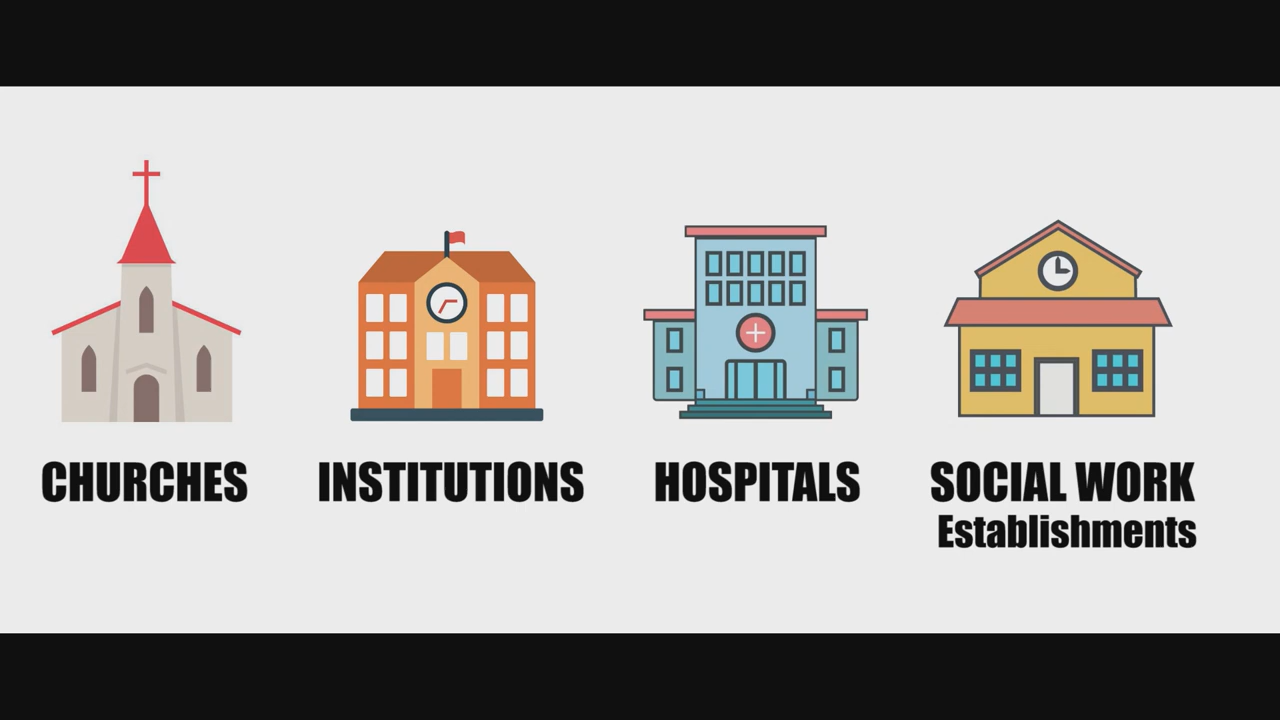 CHURCHES
INSTITUTIONS
HOSPITALS
SOCIAL WORK
Establishments